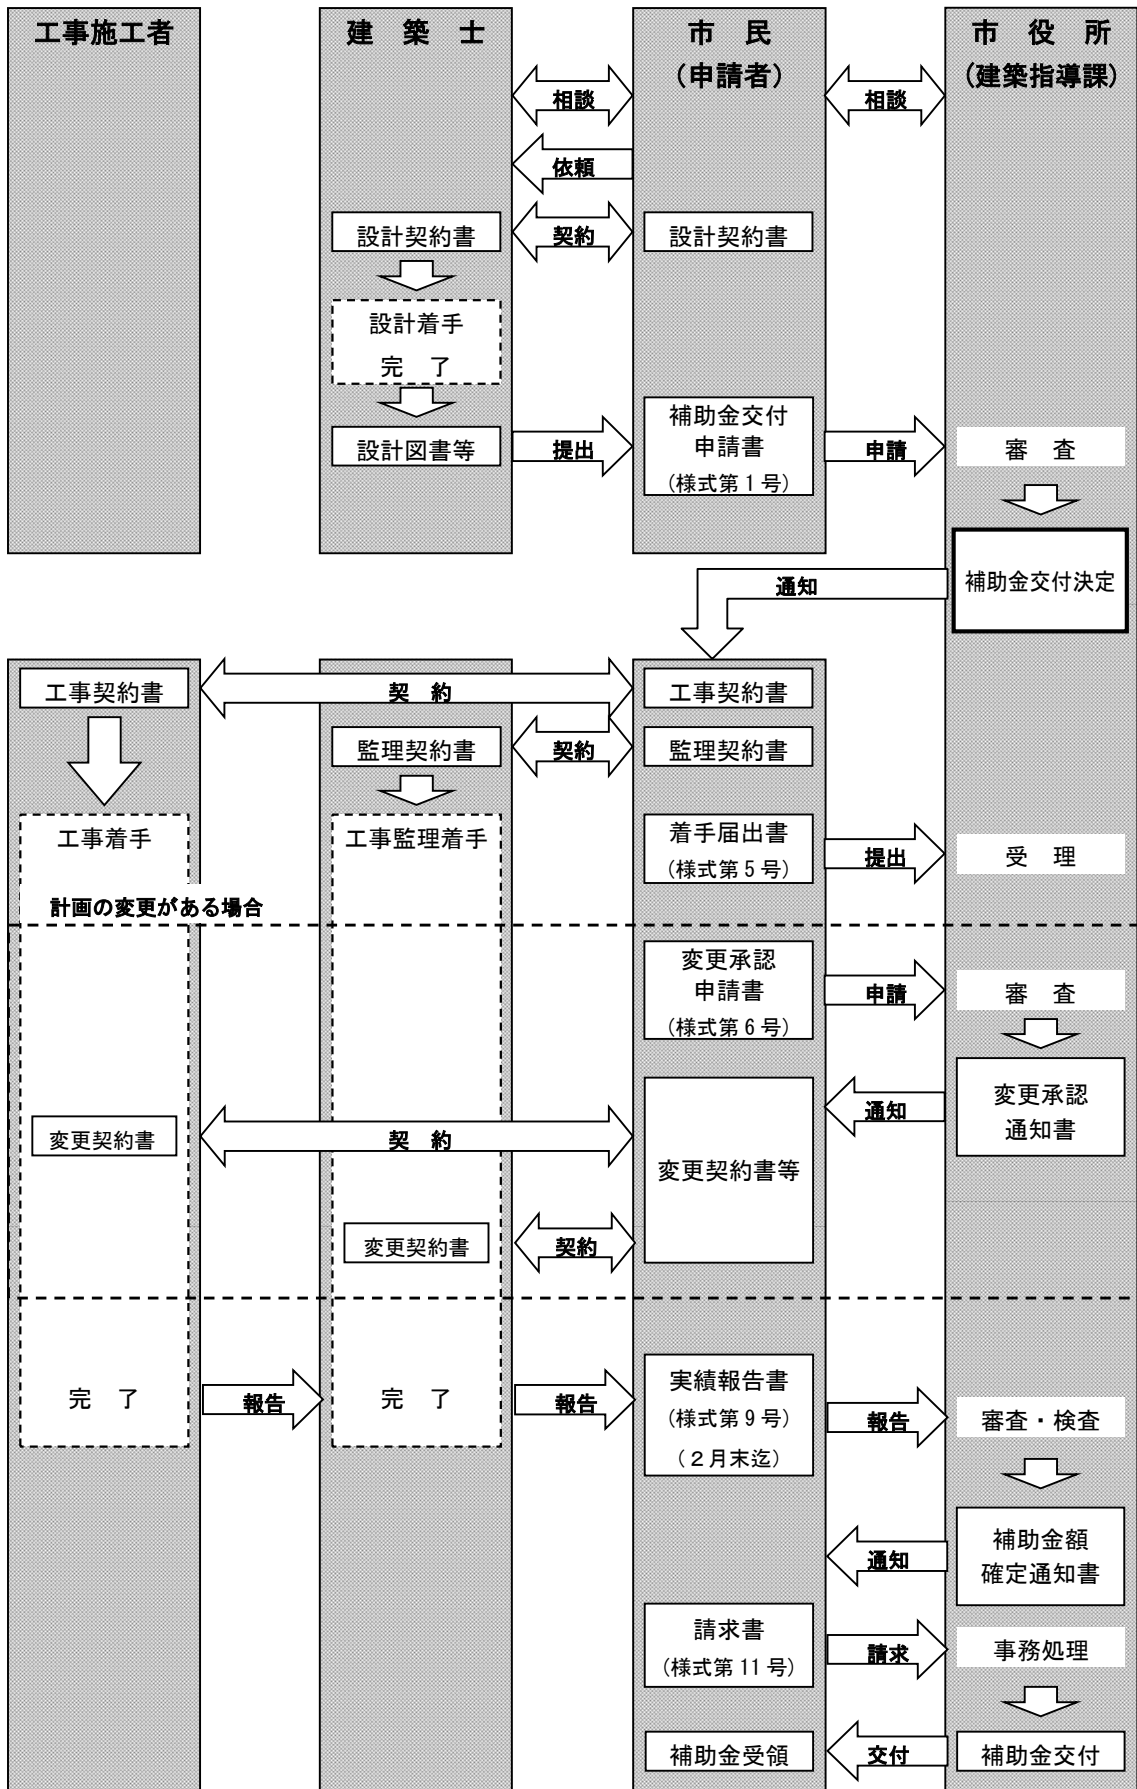 工事施工者
建　築　士
市　民
（申請者）
市　役　所
（建築指導課）
相談
相談
依頼
設計契約書
契約
設計契約書
設計着手
完　了
設計図書等
提出
補助金交付
申請書
（様式第１号）
申請
審　査
補助金交付決定
通知
工事契約書
契　約
工事契約書
監理契約書
契約
監理契約書
工事着手
工事監理着手
着手届出書
（様式第５号）
提出
受　理
計画の変更がある場合
変更承認
申請書
（様式第６号）
申請
審　査
変更承認
通知書
通知
変更契約書
契　約
変更契約書等
変更契約書
契約
完　了
報告
完　了
報告
実績報告書
（様式第９号）
（２月末迄）
報告
審査・検査
補助金額
確定通知書
通知
請求書
（様式第 11 号）
請求
事務処理
補助金受領
交付
補助金交付